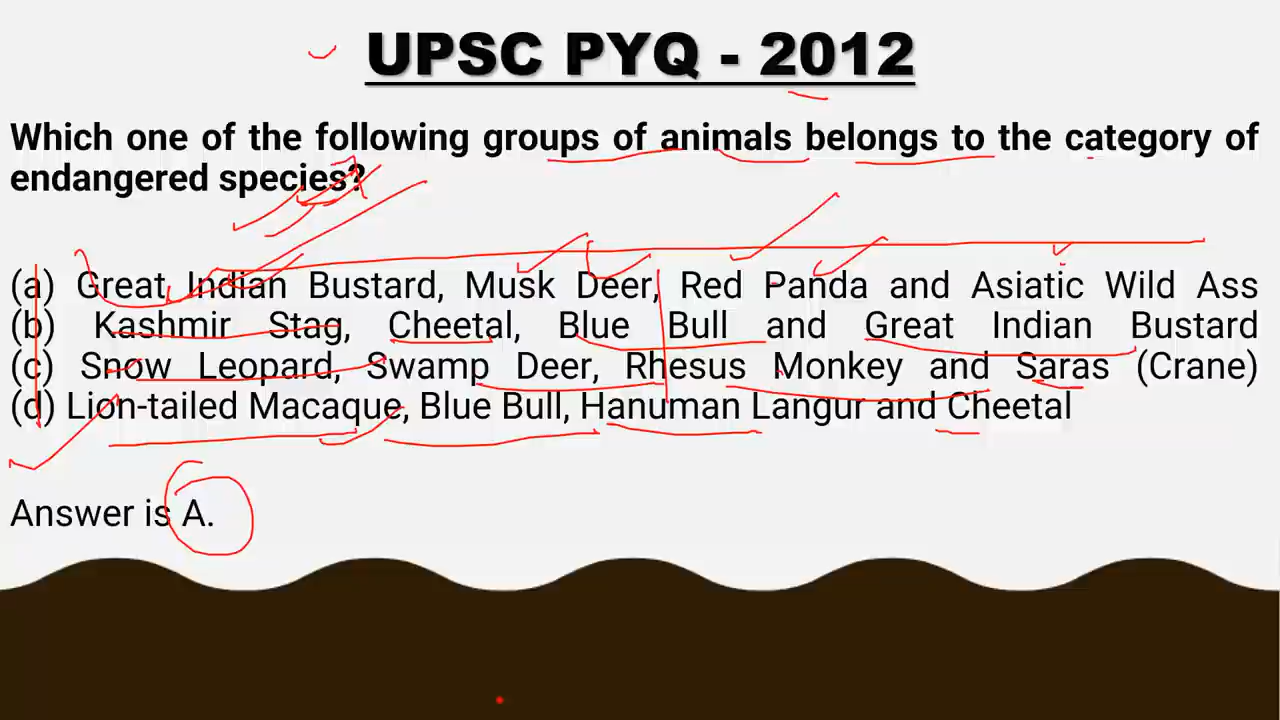 UPSC PYQ - 2012
Which one of the following groups of animals belongs to the category of
endangered species?
(a) Great Indian Bustard, Musk Deer, Red Panda and Asiatic Wild Ass
(b) Kashmir Stag, Cheetal, Blue Bull and Great Indian Bustard
(c) Snow Leopard, Swamp Deer, Rhesus Monkey and Saras (Crane)
(d) Lion-tailed Macaque, Blue Bull, Hanuman Langur and Cheetal
Answer is A.